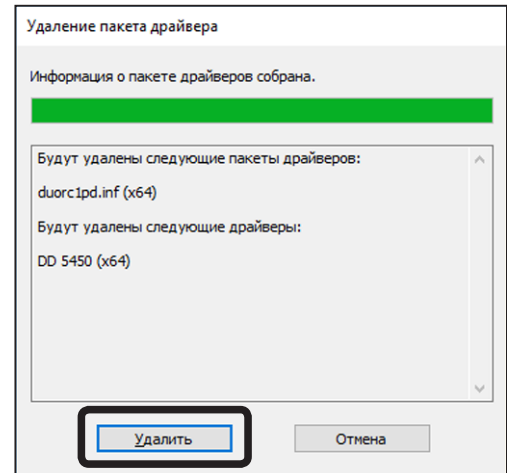 Удаление пакета драйвера
Информация о пакете драйверов собрана.
Будут удалены следующие пакеты драйверов:
duorc1pd.inf (x64)
Будут удалены следующие драйверы:
DD 5450 (x64)
Удалить
Отмена